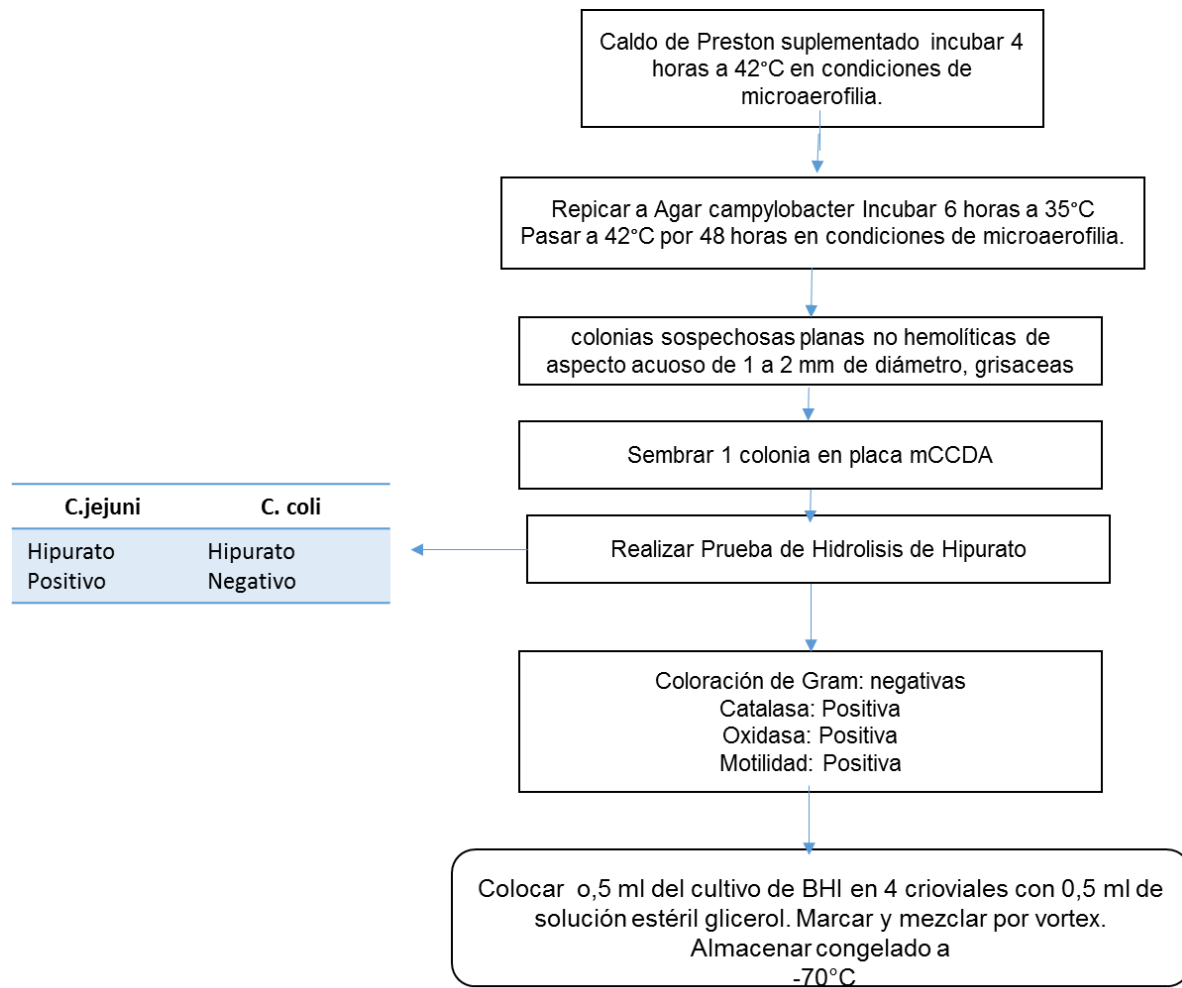 Caldo de Preston suplementado incubar 4
horas a 42°C en condiciones de
microaerofilia.
Repicar a Agar campylobacter Incubar 6 horas a 35°C
Pasar a 42°C por 48 horas en condiciones de microaerofilia.
colonias sospechosas planas no hemolíticas de
aspecto acuoso de 1 a 2 mm de diámetro, grisaceas
Sembrar 1 colonia en placa mCCDA
Realizar Prueba de Hidrolisis de Hipurato
C.jejuni C. coli
Hipurato Hipurato
Positivo Negativo
Coloración de Gram: negativas
Catalasa: Positiva
Oxidasa: Positiva
Motilidad: Positiva
Colocar o,5 ml del cultivo de BHI en 4 crioviales con 0,5 ml de
solución estéril glicerol. Marcar y mezclar por vortex.
Almacenar congelado a
-70°C